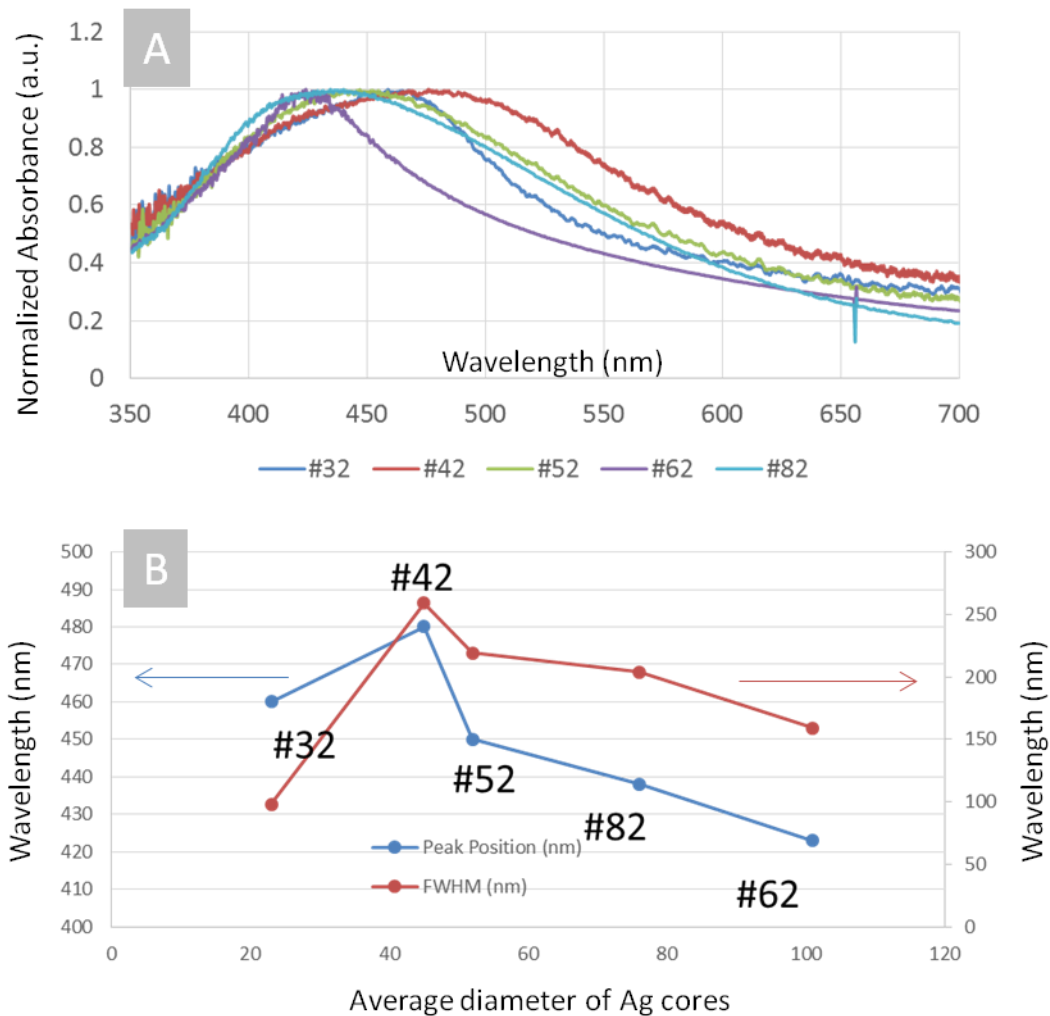 A
Normalized Absorbance (a.u.)
1.2
1
0.8
0.6
0.4
0.2
0
Wavelength (nm)
350 400 450 500 550 600 650 700
#32 #42 #52 #62 #82
B
Wavelength (nm)
500
490
480
470
460
450
440
430
420
410
400
#42
#32
#52
#82
#62
Peak Position (nm)
FWHM (nm)
300
250
200
150
100
50
0
Wavelength (nm)
0 20 40 60 80 100 120
Average diameter of Ag cores